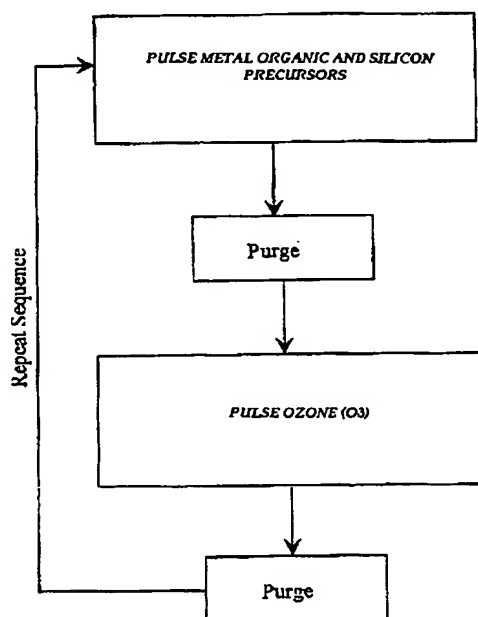 PULSE METAL ORGANIC AND SILICON
PRECURSORS
Purge
PULSE OZONE (O3)
Purge
Repeat Sequence